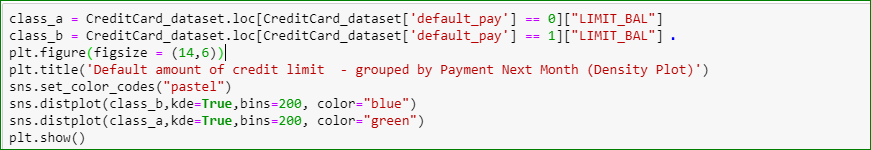 class_a = CreditCard_dataset.loc[CreditCard_dataset['default_pay'] == 0]["LIMIT_BAL"]
class_b = CreditCard_dataset.loc[CreditCard_dataset['default_pay'] == 1]["LIMIT_BAL"] .
plt.figure(figsize = (14,6))
plt.title('Default amount of credit limit  - grouped by Payment Next Month (Density Plot)')
sns.set_color_codes("pastel")
sns.distplot(class_b,kde=True,bins=200, color="blue")
sns.distplot(class_a,kde=True,bins=200, color="green")
plt.show()